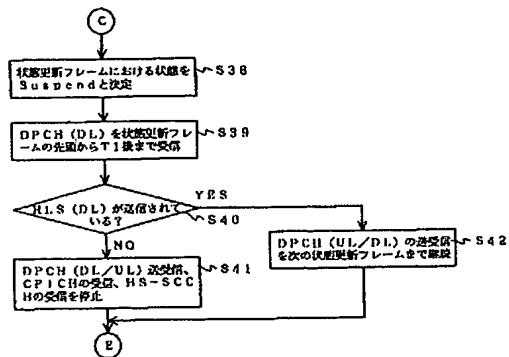 C
状態更新フレームにおける状態を
Suspendと決定
S38
DPCH(DL)を状態更新フレ
ームの先頭からT1後まで受信
S39
HLS(DL)が送信されて
いる?
S40
YES
NO
DPCH(DL/UL)送受信、
CPICHの受信、HS-SCC
Hの受信を停止
S41
DPCH(UL/DL)の送受信
を次の状態更新フレームまで継続
S42
E